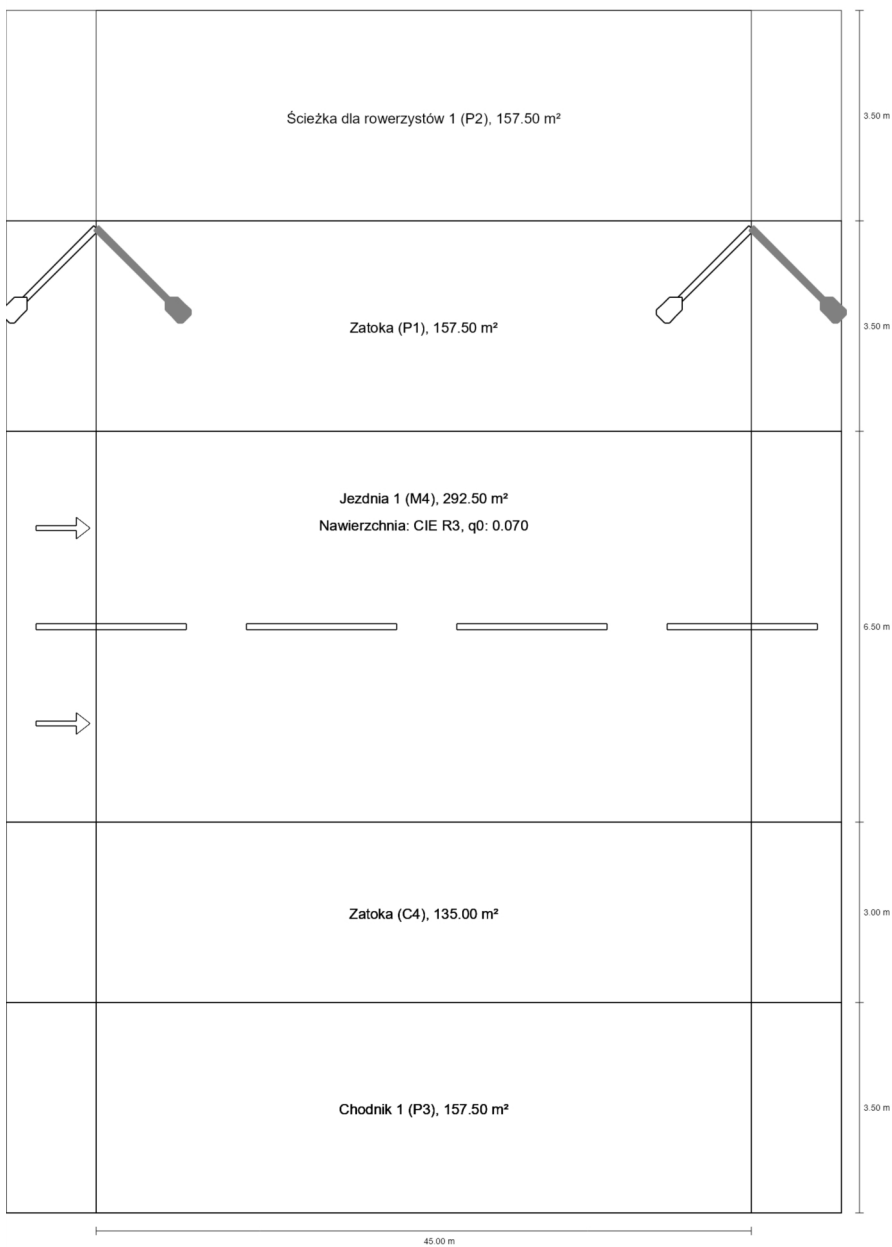 Ścieżka dla rowerzystów 1 (P2), 157.50 m²
3.50 m
Zatoka (P1), 157.50 m²
3.50 m
Jezdnia 1 (M4), 292.50 m²
Nawierzchnia: CIE R3, q0: 0.070
6.50 m
Zatoka (C4), 135.00 m²
3.00 m
Chodnik 1 (P3), 157.50 m²
3.50 m
45.00 m